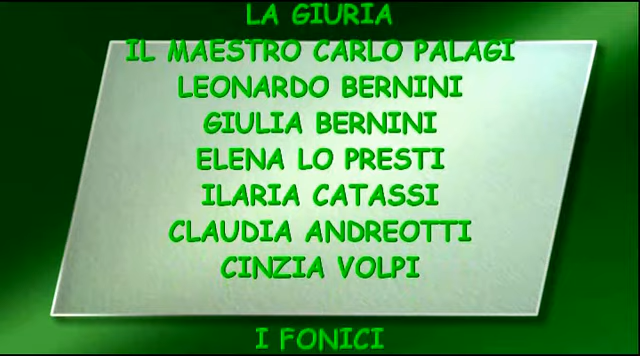 LA GIURIA
IL MAESTRO CARLO PALAGI
LEONARDO BERNINI
GIULIA BERNINI
ELENA LO PRESTI
ILARIA CATASSI
CLAUDIA ANDREOTTI
CINZIA VOLPI
I FONICI